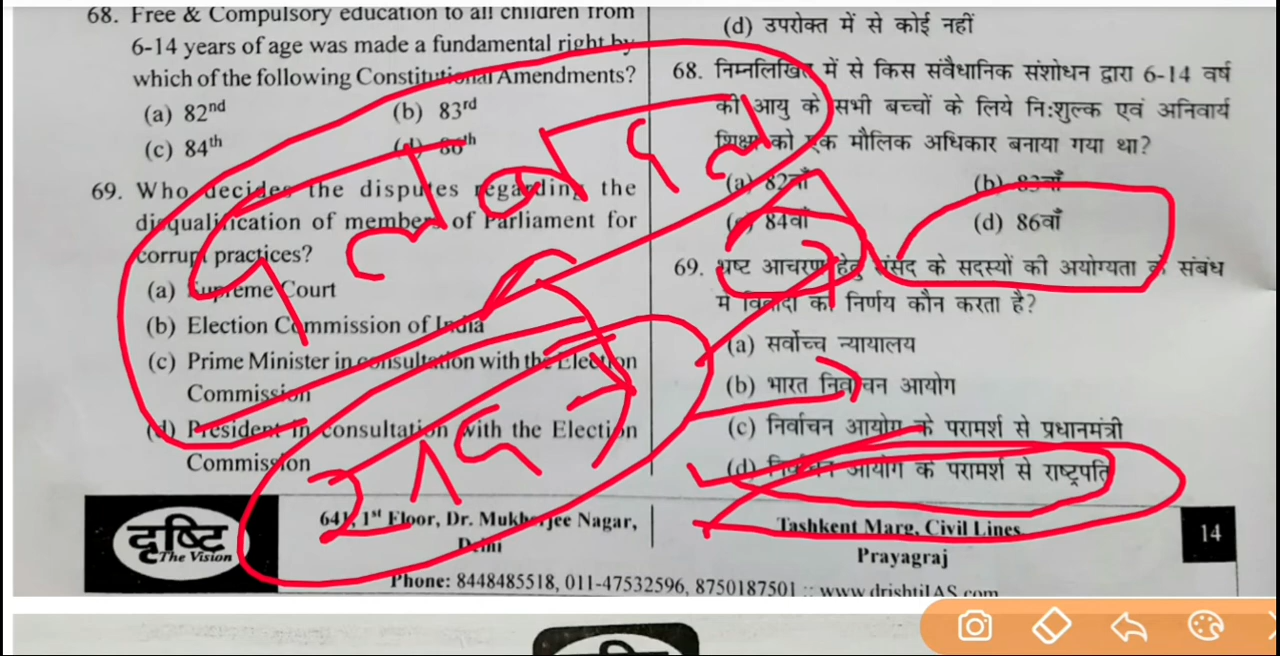 68. Free & Compulsory education to all children from
6-14 years of age was made a fundamental right by
which of the following Constitutional Amendments?
(a) 82nd (b) 83rd
(c) 84th (d) 86th
69. Who decides the disputes regarding the
disqualification of members of Parliament for
corrupt practices?
(a) Supreme Court
(b) Election Commission of India
(c) Prime Minister in consultation with the Election
Commission
(d) President in consultation with the Election
Commission
(d) उपरोक्त में से कोई नहीं
68. निम्नलिखित में से किस संवैधानिक संशोधन द्वारा 6-14 वर्ष
की आयु के सभी बच्चों के लिये नि:शुल्क एवं अनिवार्य
शिक्षा को एक मौलिक अधिकार बनाया गया था?
(a) 82वाँ (b) 83वाँ
(c) 84वाँ (d) 86वाँ
69. भ्रष्ट आचरण हेतु संसद के सदस्यों की अयोग्यता के संबंध
में विवादों का निर्णय कौन करता है?
(a) सर्वोच्च न्यायालय
(b) भारत निर्वाचन आयोग
(c) निर्वाचन आयोग के परामर्श से प्रधानमंत्री
(d) निर्वाचन आयोग के परामर्श से राष्ट्रपति
दृष्टि
The Vision
641, 1st Floor, Dr. Mukherjee Nagar,
Delhi
Tashkent Marg, Civil Lines
Prayagraj
14
Phone: 8448485518, 011-47532596, 8750187501 :: www.drishtiIAS.com